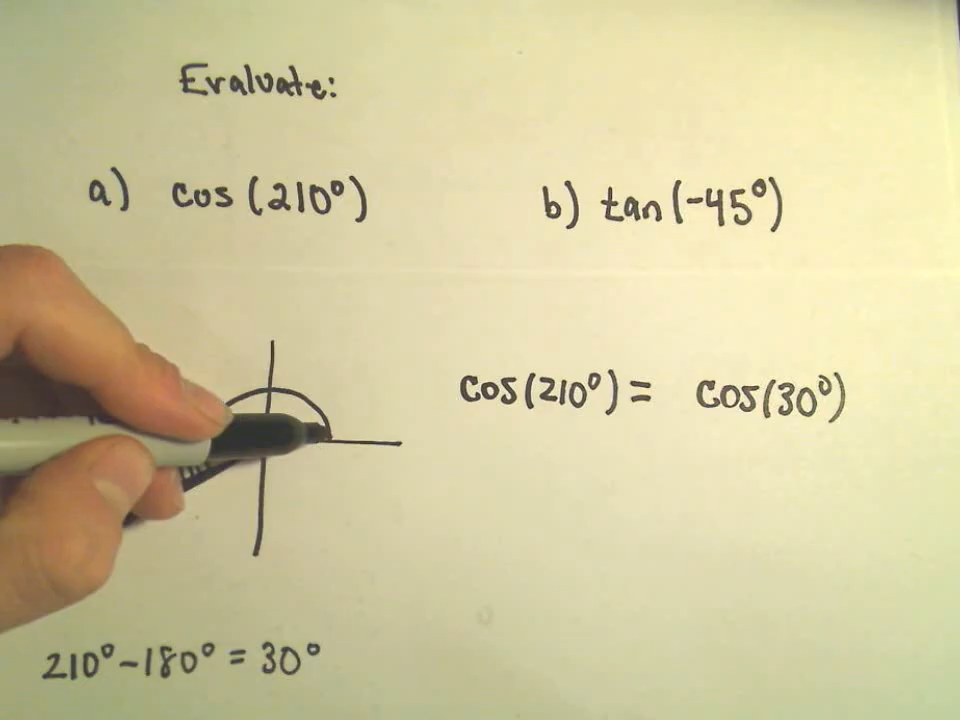 Evaluate:
a) cos(210°) b) tan(-45°)
cos(210°) = cos(30°)
210° - 180° = 30°